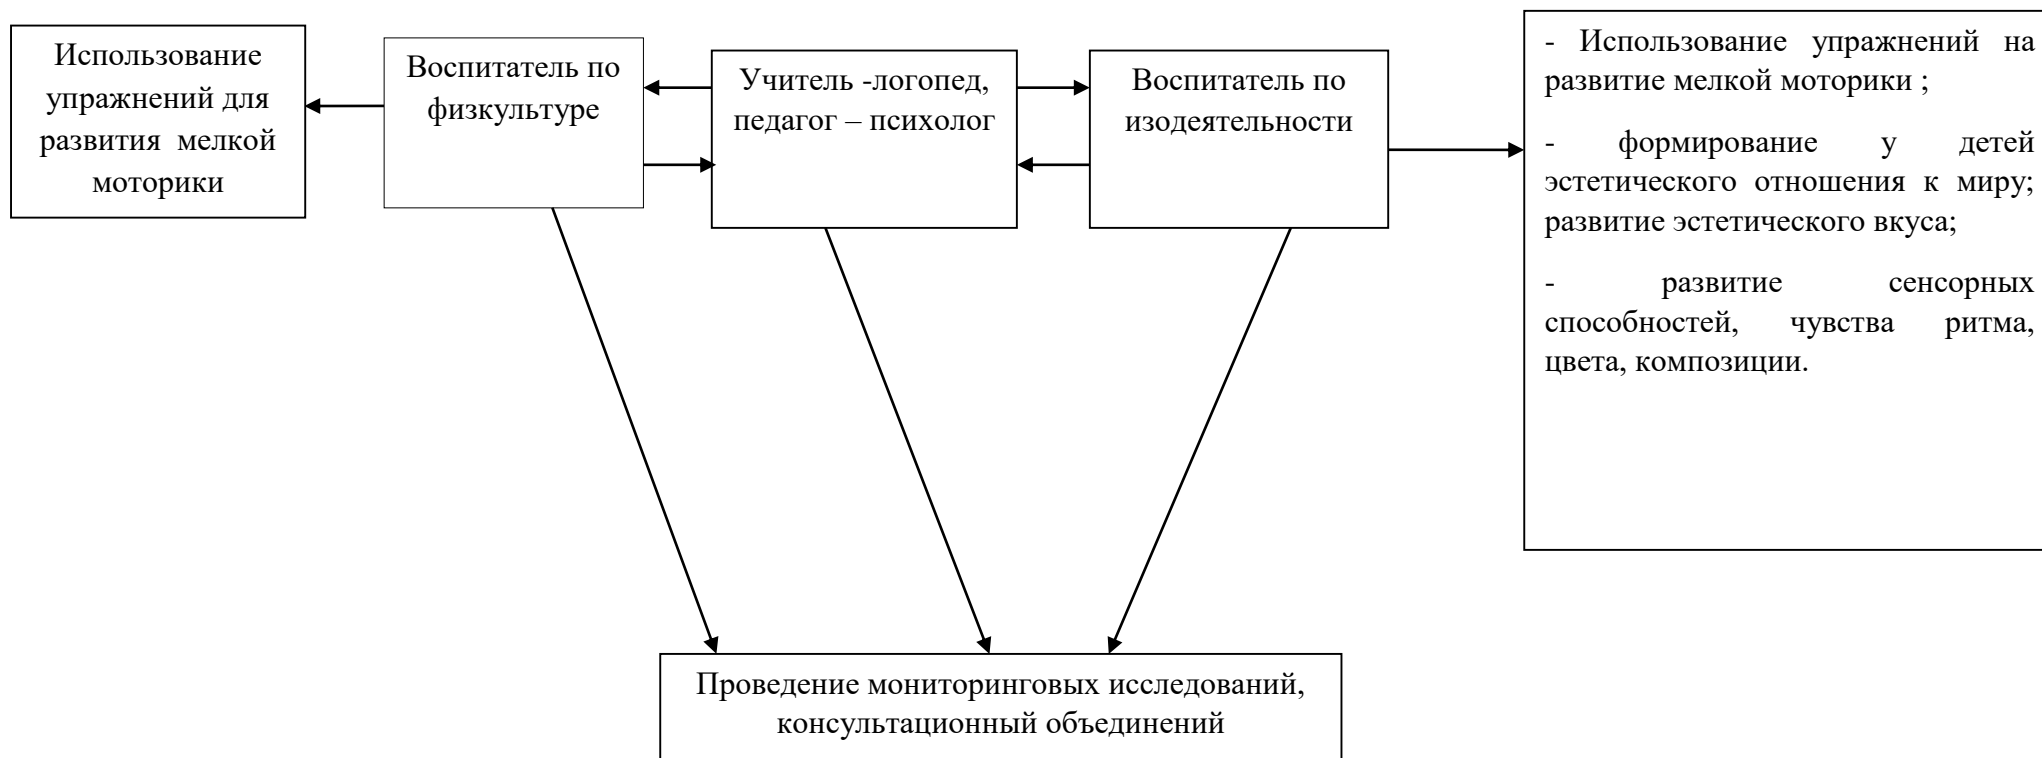 Использование
упражнений для
развития мелкой
моторики
Воспитатель по
физкультуре
Учитель -логопед,
педагог – психолог
Воспитатель по
изодеятельности
- Использование упражнений на
развитие мелкой моторики ;
- формирование у детей
эстетического отношения к миру;
развитие эстетического вкуса;
- развитие сенсорных
способностей, чувства ритма,
цвета, композиции.
Проведение мониторинговых исследований,
консультационный объединений